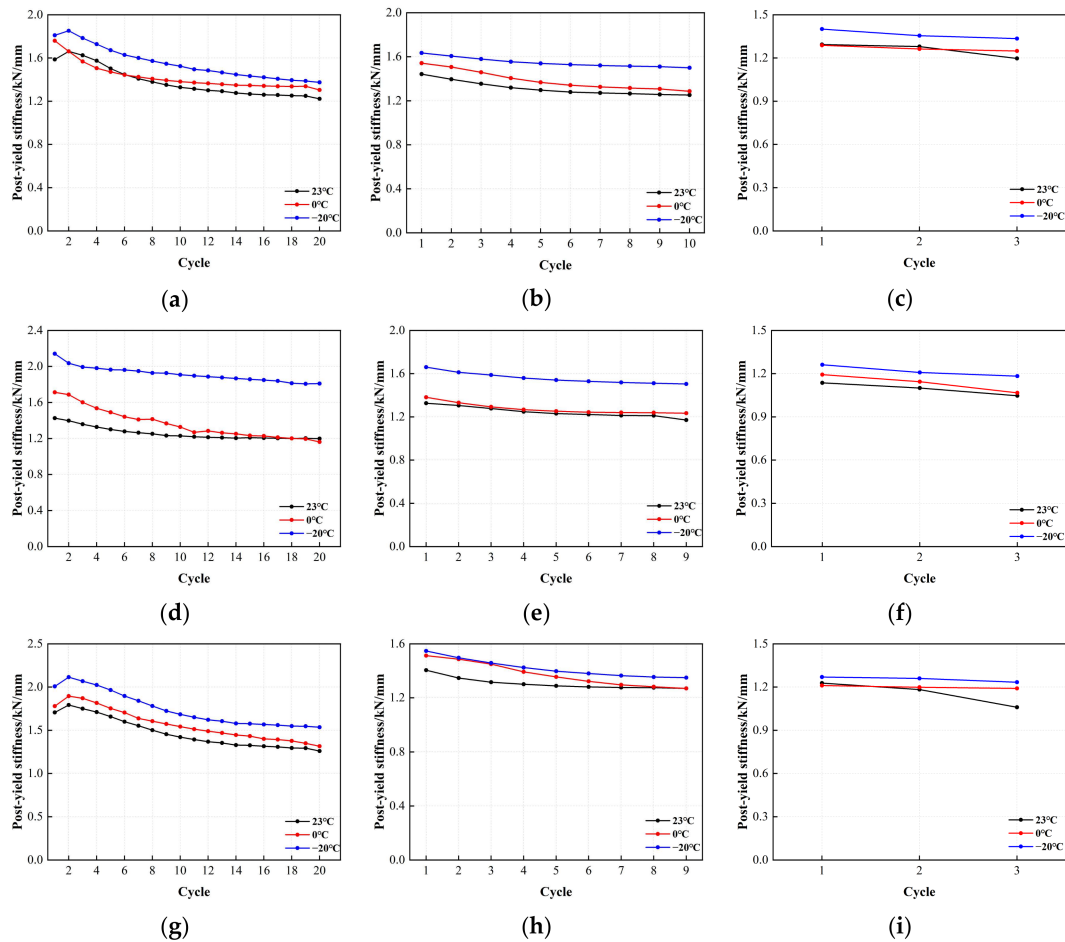 2.0
1.6
1.2
0.8
0.4
0.0
Post-yield stiffness/kN/mm
23℃
0℃
−20℃
2 4 6 8 10 12 14 16 18 20
Cycle
(a)
2.0
1.6
1.2
0.8
0.4
0.0
Post-yield stiffness/kN/mm
23℃
0℃
−20℃
1 2 3 4 5 6 7 8 9 10
Cycle
(b)
1.5
1.2
0.9
0.6
0.3
0.0
Post-yield stiffness/kN/mm
23℃
0℃
−20℃
1 2 3
Cycle
(c)
2.4
2.0
1.6
1.2
0.8
0.4
0.0
Post-yield stiffness/kN/mm
23℃
0℃
−20℃
2 4 6 8 10 12 14 16 18 20
Cycle
(d)
2.0
1.6
1.2
0.8
0.4
0.0
Post-yield stiffness/kN/mm
23℃
0℃
−20℃
1 2 3 4 5 6 7 8 9
Cycle
(e)
1.5
1.2
0.9
0.6
0.3
0.0
Post-yield stiffness/kN/mm
23℃
0℃
−20℃
1 2 3
Cycle
(f)
2.5
2.0
1.5
1.0
0.5
0.0
Post-yield stiffness/kN/mm
23℃
0℃
−20℃
2 4 6 8 10 12 14 16 18 20
Cycle
(g)
1.6
1.2
0.8
0.4
0.0
Post-yield stiffness/kN/mm
23℃
0℃
−20℃
1 2 3 4 5 6 7 8 9
Cycle
(h)
1.5
1.2
0.9
0.6
0.3
0.0
Post-yield stiffness/kN/mm
23℃
0℃
−20℃
1 2 3
Cycle
(i)